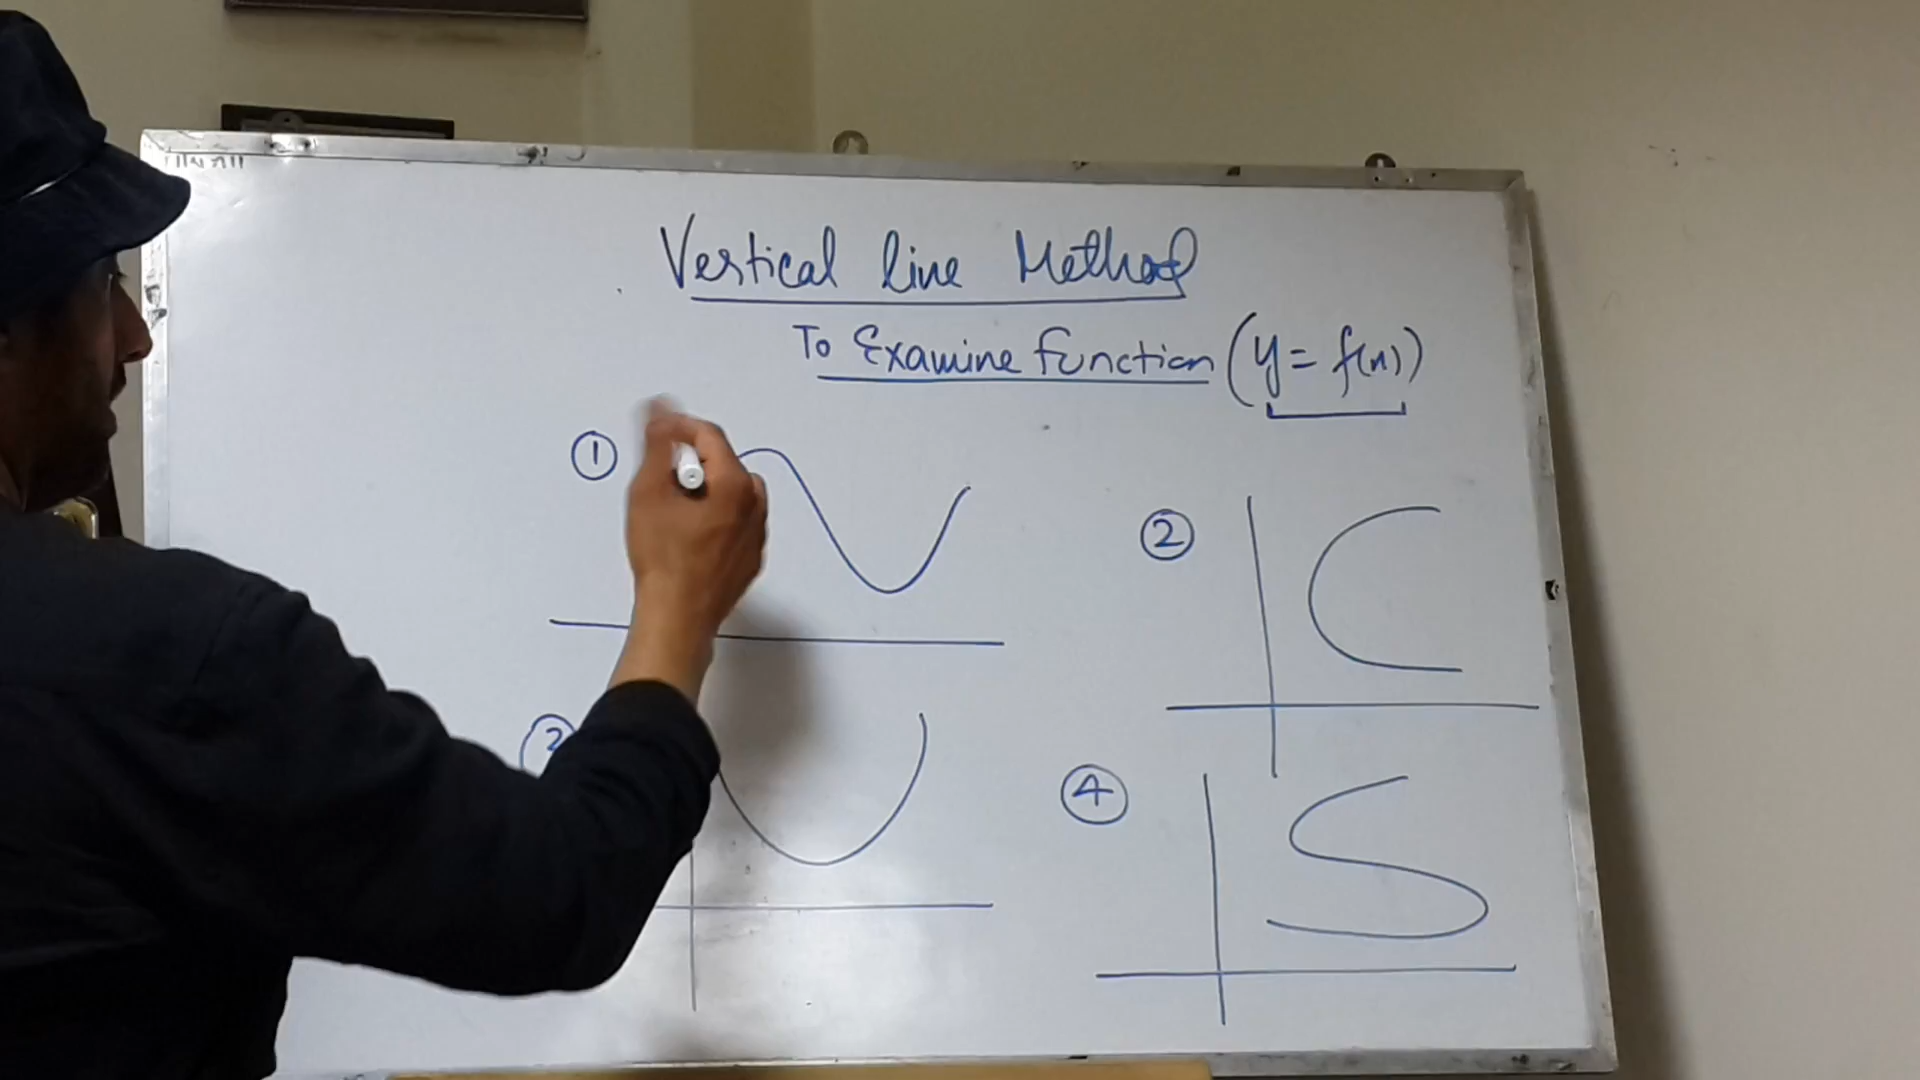 Vertical line Method
To Examine function (y = f(x))
①
②
④